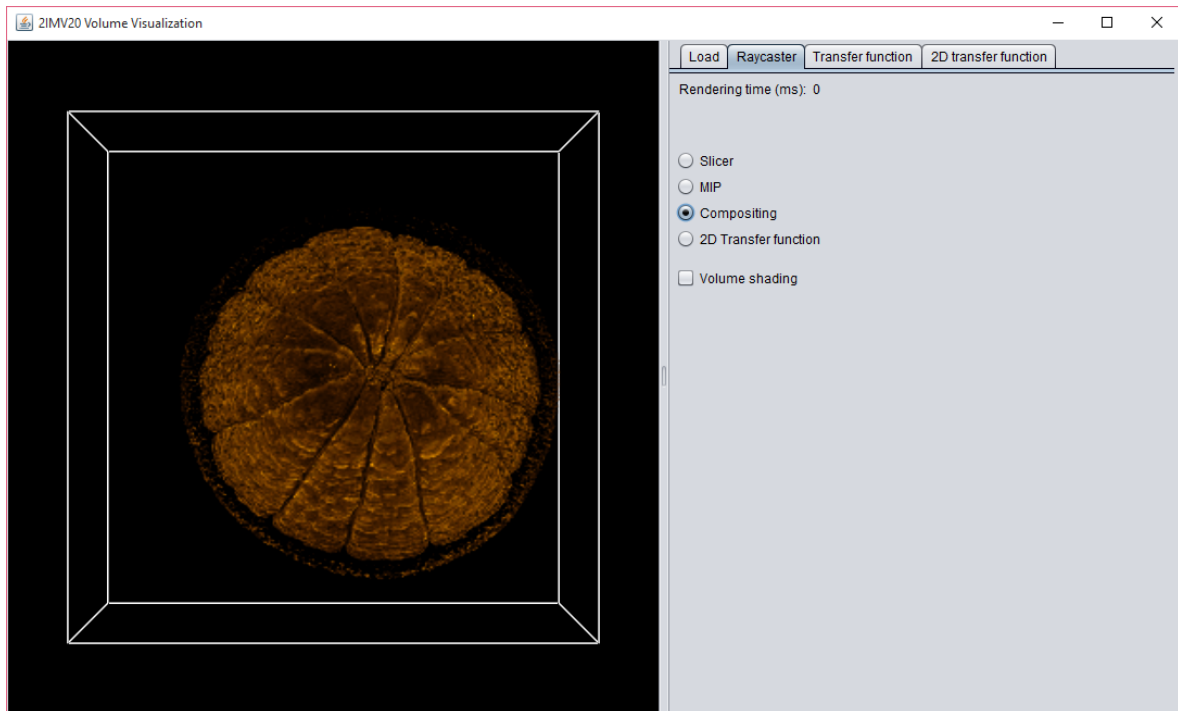 2IMV20 Volume Visualization
Load Raycaster Transfer function 2D transfer function
Rendering time (ms): 0
Slicer
MIP
Compositing
2D Transfer function
Volume shading